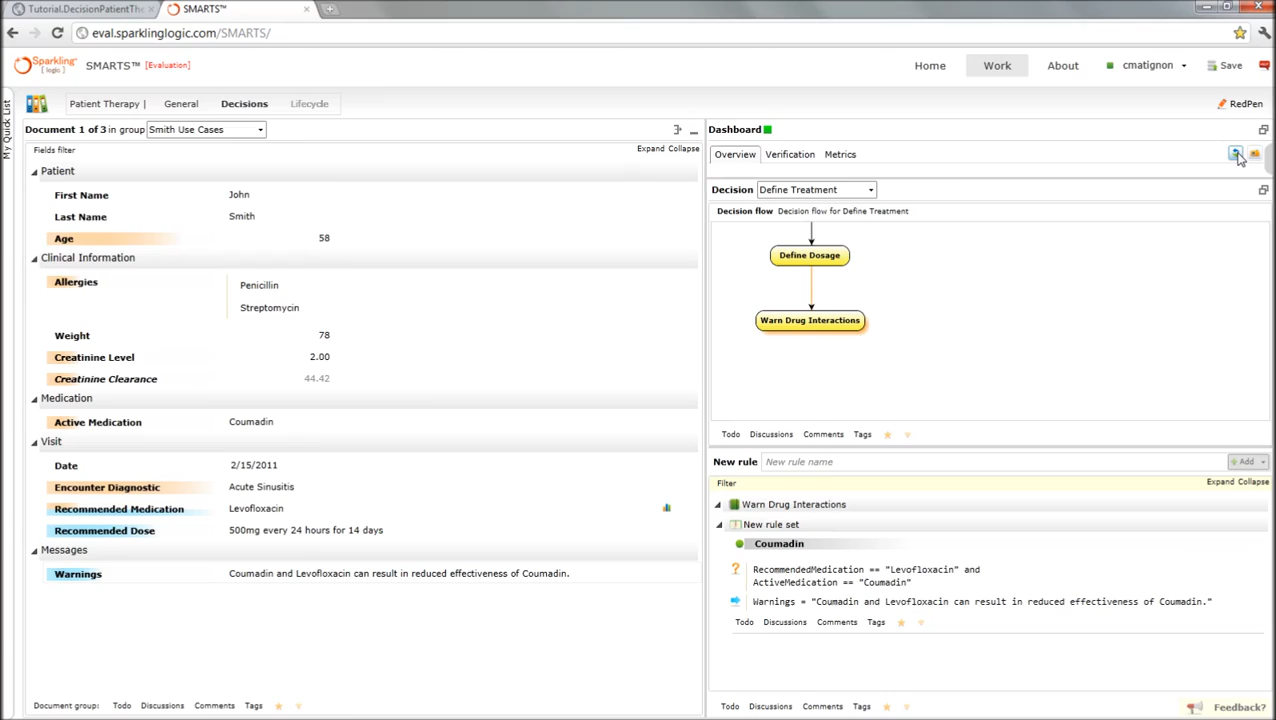 Tutorial.DecisionPatientThe
SMARTS™
eval.sparklinglogic.com/SMARTS/
Sparkling
[ logic ]
SMARTS™ [Evaluation]
Home
Work
About
cmatignon
Save
My Quick List
Patient Therapy |
General
Decisions
Lifecycle
RedPen
Document 1 of 3 in group
Smith Use Cases
Fields filter
Expand Collapse
Patient
First Name John
Last Name Smith
Age 58
Clinical Information
Allergies Penicillin
Streptomycin
Weight 78
Creatinine Level 2.00
Creatinine Clearance 44.42
Medication
Active Medication Coumadin
Visit
Date 2/15/2011
Encounter Diagnostic Acute Sinusitis
Recommended Medication Levofloxacin
Recommended Dose 500mg every 24 hours for 14 days
Messages
Warnings Coumadin and Levofloxacin can result in reduced effectiveness of Coumadin.
Document group: Todo Discussions Comments Tags
Dashboard
Overview Verification Metrics
Decision Define Treatment
Decision flow Decision flow for Define Treatment
Define Dosage
Warn Drug Interactions
Todo Discussions Comments Tags
New rule New rule name + Add
Filter Expand Collapse
Warn Drug Interactions
New rule set
Coumadin
? RecommendedMedication == "Levofloxacin" and
ActiveMedication == "Coumadin"
Warnings = "Coumadin and Levofloxacin can result in reduced effectiveness of Coumadin."
Todo Discussions Comments Tags
Todo Discussions Comments Tags
Feedback?